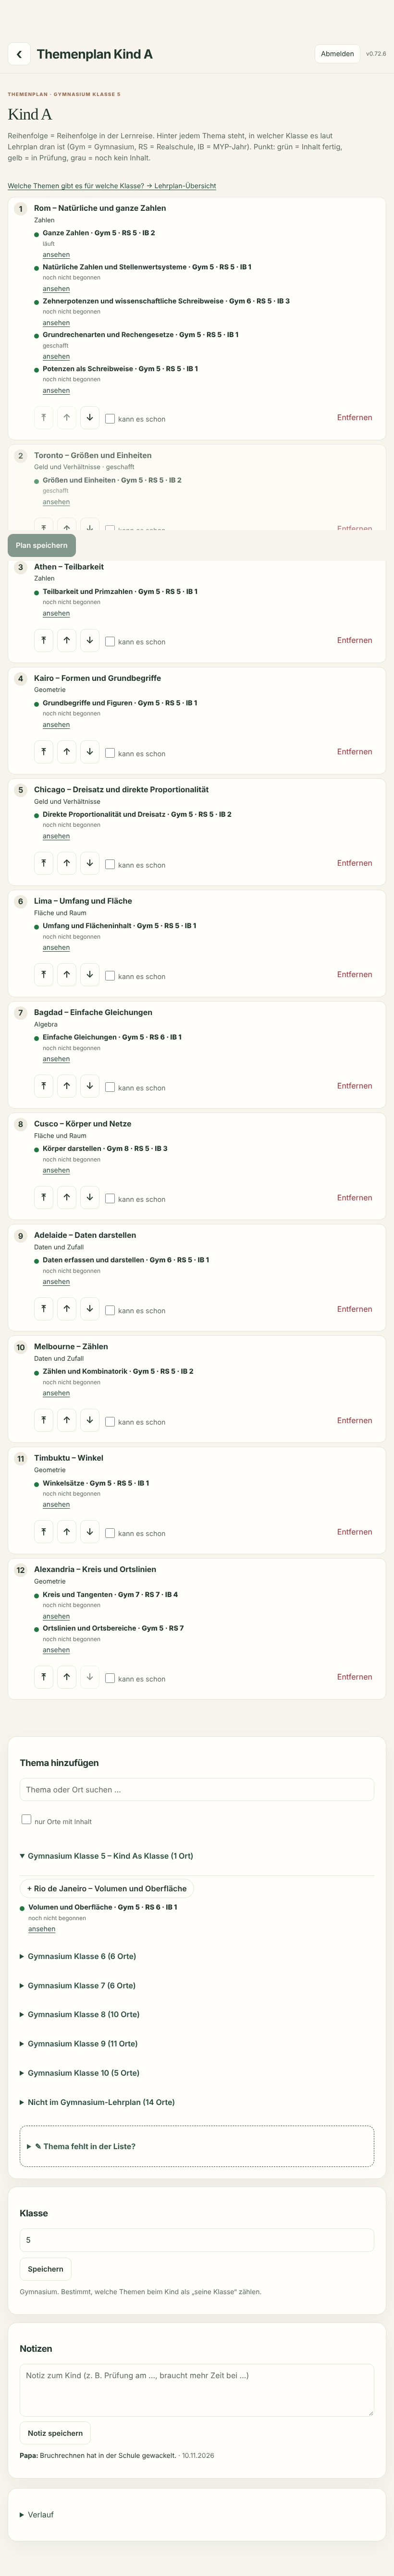 Themenplan Kind A
Abmelden
v0.72.6
THEMENPLAN · GYMNASIUM KLASSE 5
Kind A
Reihenfolge = Reihenfolge in der Lernreise. Hinter jedem Thema steht, in welcher Klasse es laut
Lehrplan dran ist (Gym = Gymnasium, RS = Realschule, IB = MYP-Jahr). Punkt: grün = Inhalt fertig,
gelb = in Prüfung, grau = noch kein Inhalt.
Welche Themen gibt es für welche Klasse? → Lehrplan-Übersicht
1 Rom – Natürliche und ganze Zahlen
Zahlen
Ganze Zahlen · Gym 5 · RS 5 · IB 2
läuft
ansehen
Natürliche Zahlen und Stellenwertsysteme · Gym 5 · RS 5 · IB 1
noch nicht begonnen
ansehen
Zehnerpotenzen und wissenschaftliche Schreibweise · Gym 6 · RS 5 · IB 3
noch nicht begonnen
ansehen
Grundrechenarten und Rechengesetze · Gym 5 · RS 5 · IB 1
geschafft
ansehen
Potenzen als Schreibweise · Gym 5 · RS 5 · IB 1
noch nicht begonnen
ansehen
kann es schon
Entfernen
2 Toronto – Größen und Einheiten
Geld und Verhältnisse · geschafft
Größen und Einheiten · Gym 5 · RS 5 · IB 2
geschafft
ansehen
kann es schon
Entfernen
Plan speichern
3 Athen – Teilbarkeit
Zahlen
Teilbarkeit und Primzahlen · Gym 5 · RS 5 · IB 1
noch nicht begonnen
ansehen
kann es schon
Entfernen
4 Kairo – Formen und Grundbegriffe
Geometrie
Grundbegriffe und Figuren · Gym 5 · RS 5 · IB 1
noch nicht begonnen
ansehen
kann es schon
Entfernen
5 Chicago – Dreisatz und direkte Proportionalität
Geld und Verhältnisse
Direkte Proportionalität und Dreisatz · Gym 5 · RS 5 · IB 2
noch nicht begonnen
ansehen
kann es schon
Entfernen
6 Lima – Umfang und Fläche
Fläche und Raum
Umfang und Flächeninhalt · Gym 5 · RS 5 · IB 1
noch nicht begonnen
ansehen
kann es schon
Entfernen
7 Bagdad – Einfache Gleichungen
Algebra
Einfache Gleichungen · Gym 5 · RS 6 · IB 1
noch nicht begonnen
ansehen
kann es schon
Entfernen
8 Cusco – Körper und Netze
Fläche und Raum
Körper darstellen · Gym 8 · RS 5 · IB 3
noch nicht begonnen
ansehen
kann es schon
Entfernen
9 Adelaide – Daten darstellen
Daten und Zufall
Daten erfassen und darstellen · Gym 6 · RS 5 · IB 1
noch nicht begonnen
ansehen
kann es schon
Entfernen
10 Melbourne – Zählen
Daten und Zufall
Zählen und Kombinatorik · Gym 5 · RS 5 · IB 2
noch nicht begonnen
ansehen
kann es schon
Entfernen
11 Timbuktu – Winkel
Geometrie
Winkelsätze · Gym 5 · RS 5 · IB 1
noch nicht begonnen
ansehen
kann es schon
Entfernen
12 Alexandria – Kreis und Ortslinien
Geometrie
Kreis und Tangenten · Gym 7 · RS 7 · IB 4
noch nicht begonnen
ansehen
Ortslinien und Ortsbereiche · Gym 5 · RS 7
noch nicht begonnen
ansehen
kann es schon
Entfernen
Thema hinzufügen
Thema oder Ort suchen …
nur Orte mit Inhalt
Gymnasium Klasse 5 – Kind As Klasse (1 Ort)
+ Rio de Janeiro – Volumen und Oberfläche
Volumen und Oberfläche · Gym 5 · RS 6 · IB 1
noch nicht begonnen
ansehen
Gymnasium Klasse 6 (6 Orte)
Gymnasium Klasse 7 (6 Orte)
Gymnasium Klasse 8 (10 Orte)
Gymnasium Klasse 9 (11 Orte)
Gymnasium Klasse 10 (5 Orte)
Nicht im Gymnasium-Lehrplan (14 Orte)
✎ Thema fehlt in der Liste?
Klasse
5
Speichern
Gymnasium. Bestimmt, welche Themen beim Kind als „seine Klasse“ zählen.
Notizen
Notiz zum Kind (z. B. Prüfung am …, braucht mehr Zeit bei …)
Notiz speichern
Papa: Bruchrechnen hat in der Schule gewackelt. · 10.11.2026
Verlauf